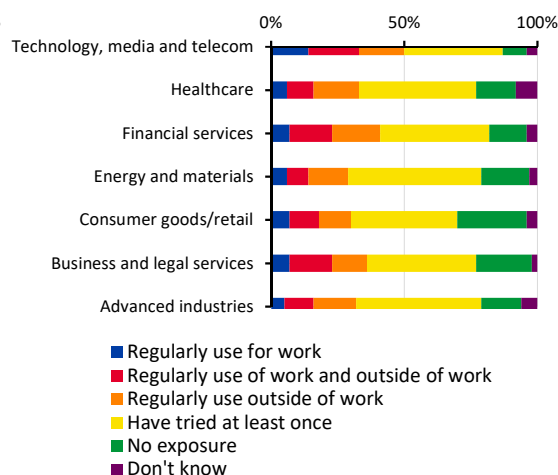 0% 50% 100%
Technology, media and telecom
Healthcare
Financial services
Energy and materials
Consumer goods/retail
Business and legal services
Advanced industries
Regularly use for work
Regularly use of work and outside of work
Regularly use outside of work
Have tried at least once
No exposure
Don't know